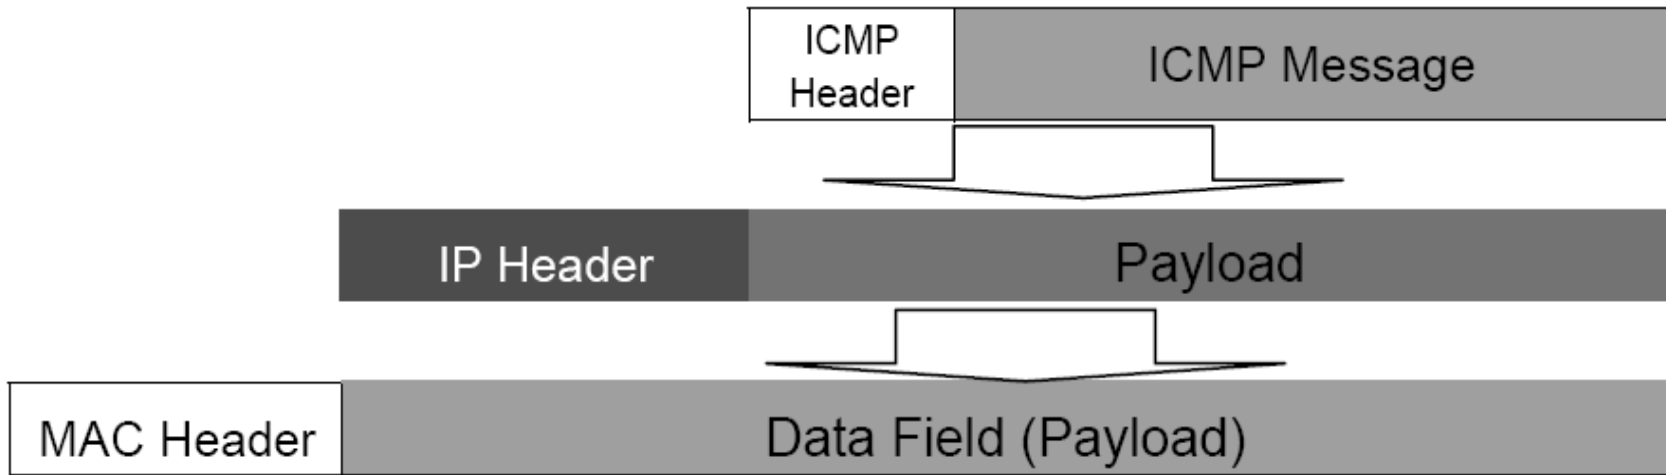 ICMP
Header
ICMP Message
IP Header
Payload
MAC Header
Data Field (Payload)